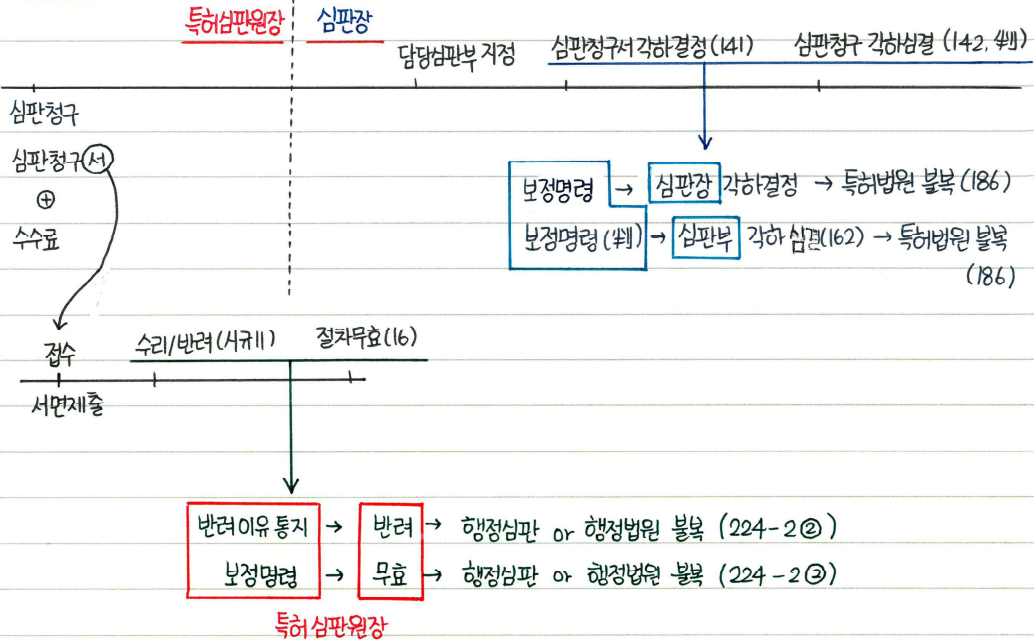 특허심판원장 심판장
담당심판부 지정 심판청구서 각하결정(141) 심판청구 각하심결(142, 判例)
심판청구
심판청구서
⊕
수수료
보정명령 → 심판장 각하결정 → 특허법원 불복(186)
보정명령(判例) → 심판부 각하심결(162) → 특허법원 불복
(186)
접수 수리/반려(시규11) 절차무효(16)
서면제출
반려이유통지 → 반려 → 행정심판 or 행정법원 불복 (224-2②)
보정명령 → 무효 → 행정심판 or 행정법원 불복 (224-2③)
특허심판원장